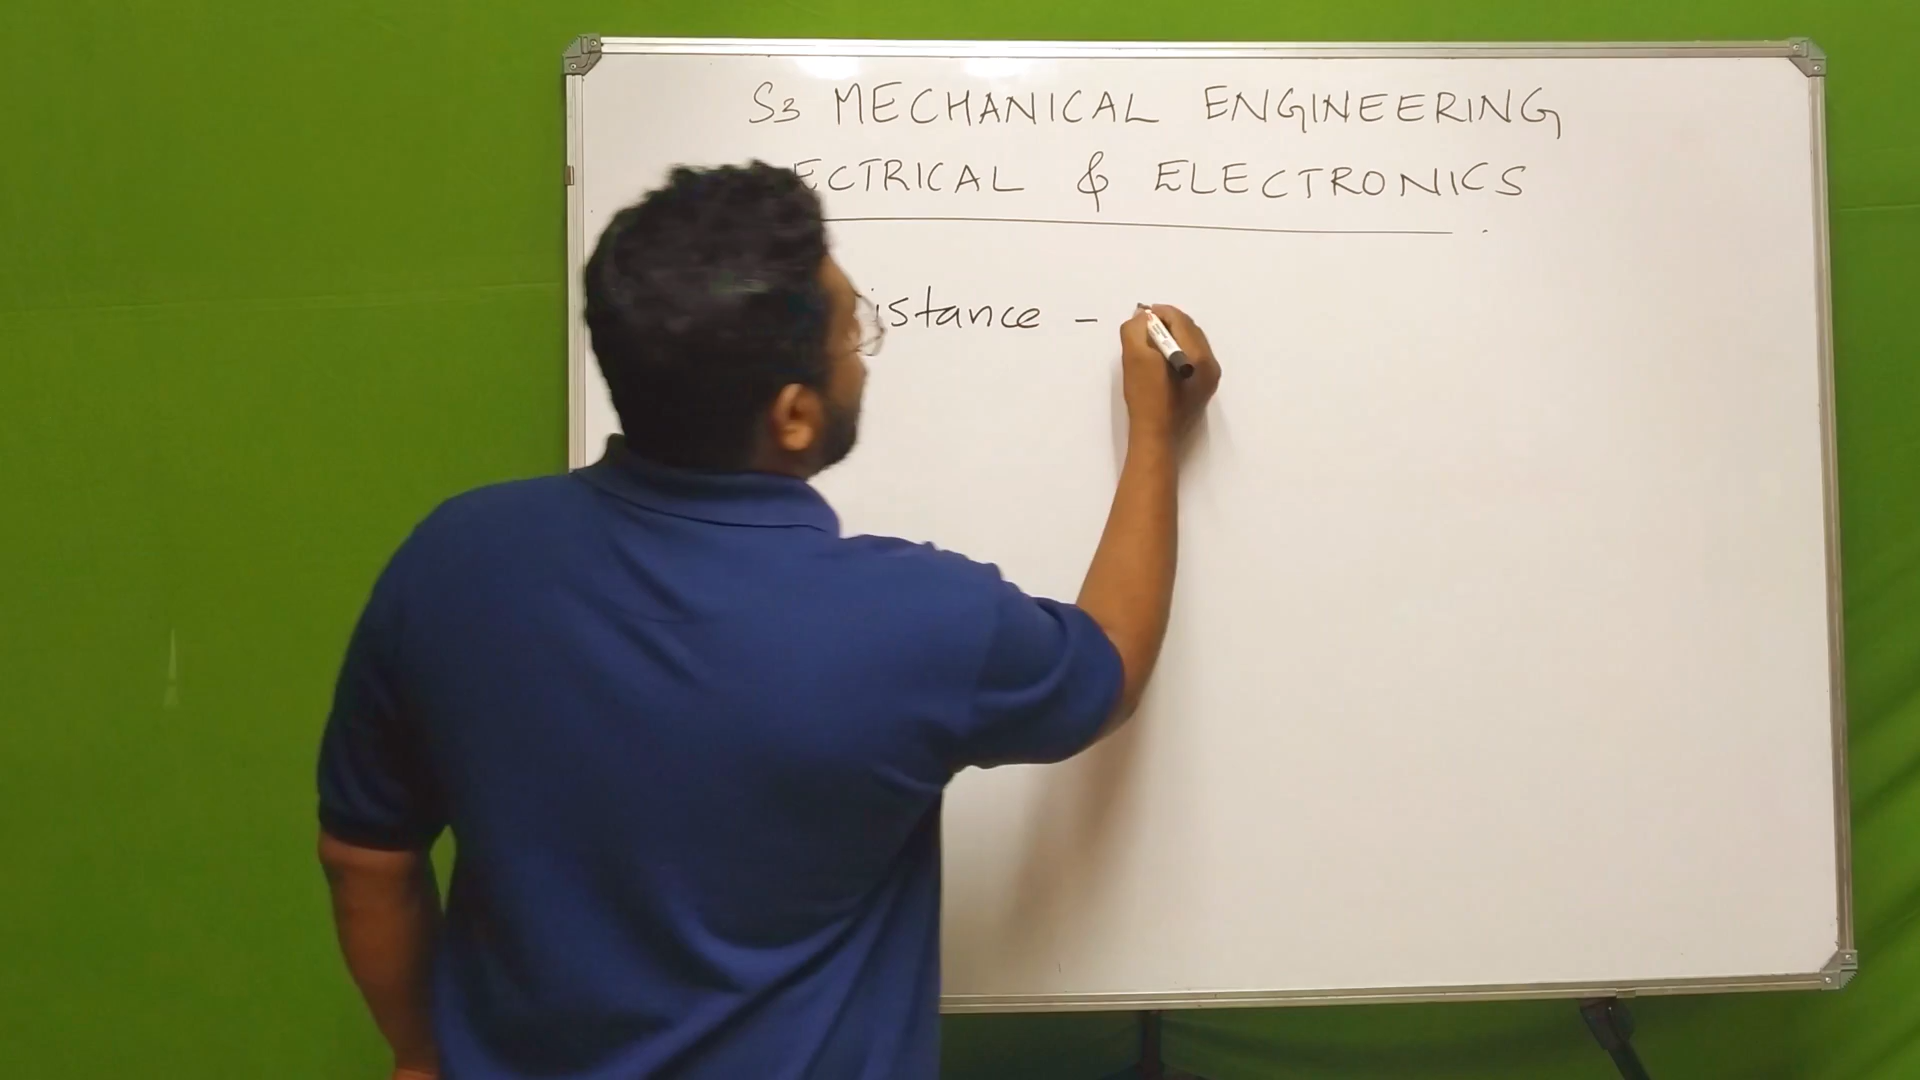 S3 MECHANICAL ENGINEERING
ECTRICAL & ELECTRONICS
istance -